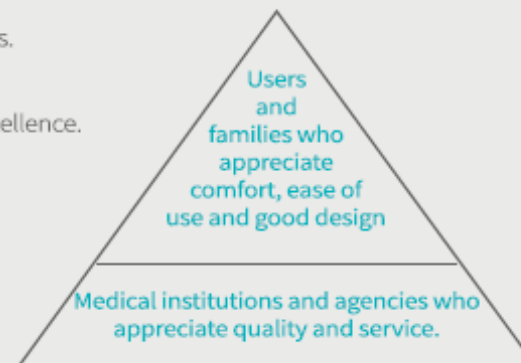 s.
ellence.
Users
and
families who
appreciate
comfort, ease of
use and good design
Medical institutions and agencies who
appreciate quality and service.